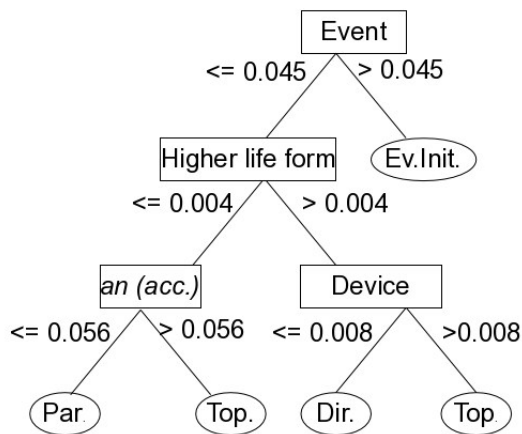 Event
<= 0.045 > 0.045
Higher life form Ev.Init.
<= 0.004 > 0.004
an (acc.) Device
<= 0.056 > 0.056 <= 0.008 >0.008
Par. Top. Dir. Top.